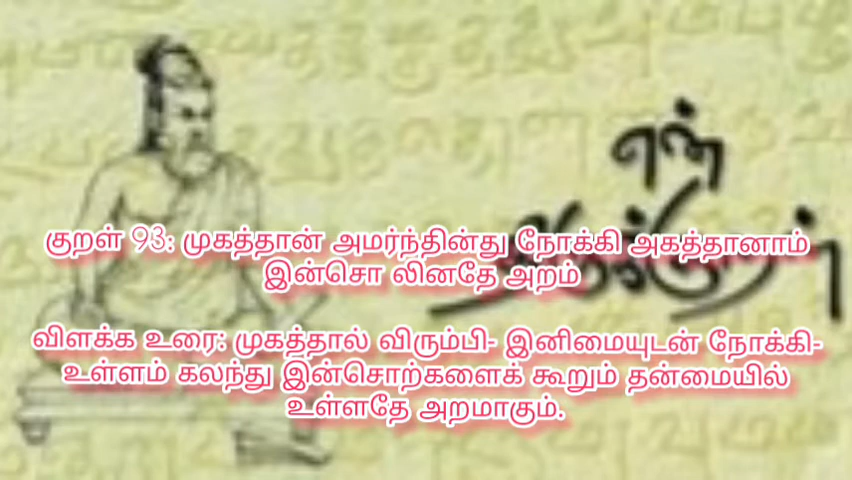 என்
குறள் 93: முகத்தான் அமர்ந்தின்து நோக்கி அகத்தானாம்
இன்சொ லினதே அறம்
விளக்க உரை: முகத்தால் விரும்பி- இனிமையுடன் நோக்கி-
உள்ளம் கலந்து இன்சொற்களைக் கூறும் தன்மையில்
உள்ளதே அறமாகும்.